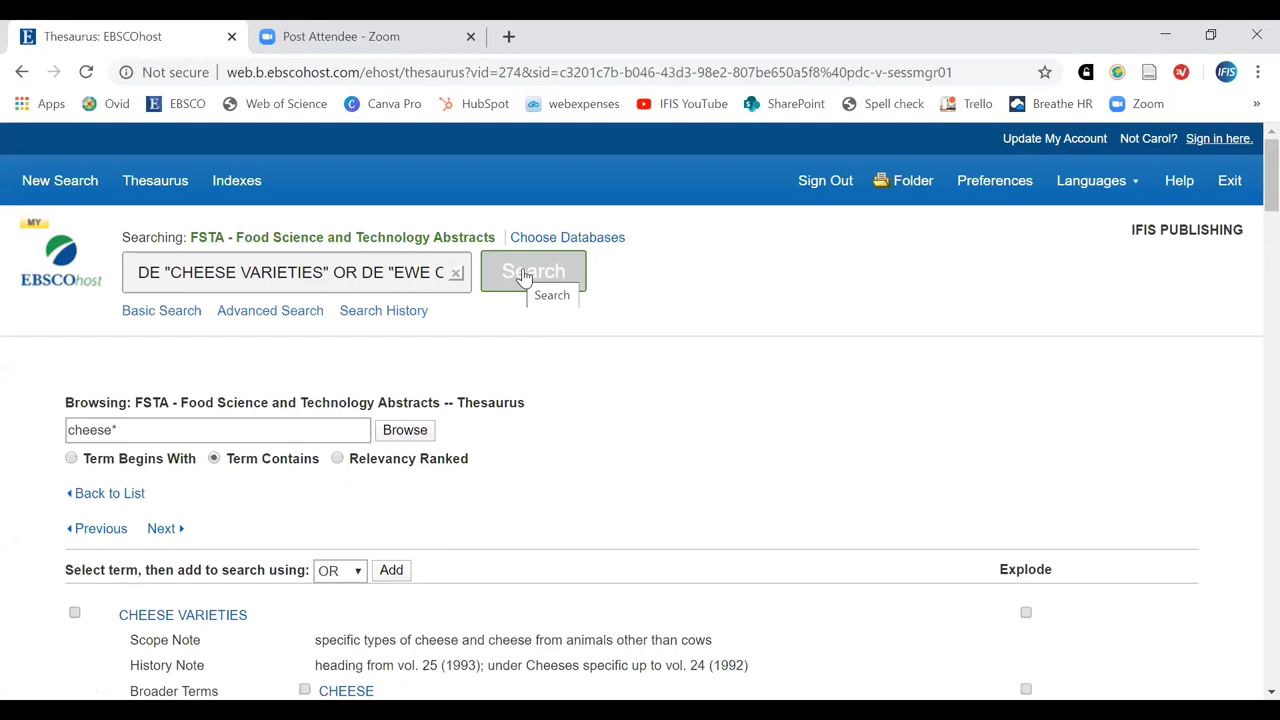 Thesaurus: EBSCOhost
Post Attendee - Zoom
Not secure
web.b.ebscohost.com/ehost/thesaurus?vid=274&sid=c3201c7b-b046-43d3-98e2-807be650a5f8%40pdc-v-sessmgr01
IFIS
Apps Ovid EBSCO Web of Science Canva Pro HubSpot webexpenses IFIS YouTube SharePoint Spell check Trello Breathe HR Zoom »
Update My Account Not Carol? Sign in here.
New Search Thesaurus Indexes Sign Out Folder Preferences Languages Help Exit
MY
EBSCOhost
Searching: FSTA - Food Science and Technology Abstracts Choose Databases
IFIS PUBLISHING
DE "CHEESE VARIETIES" OR DE "EWE C
Search
Search
Basic Search Advanced Search Search History
Browsing: FSTA - Food Science and Technology Abstracts -- Thesaurus
cheese* Browse
Term Begins With Term Contains Relevancy Ranked
Back to List
Previous Next
Select term, then add to search using: OR Add Explode
CHEESE VARIETIES
Scope Note specific types of cheese and cheese from animals other than cows
History Note heading from vol. 25 (1993); under Cheeses specific up to vol. 24 (1992)
Broader Terms CHEESE